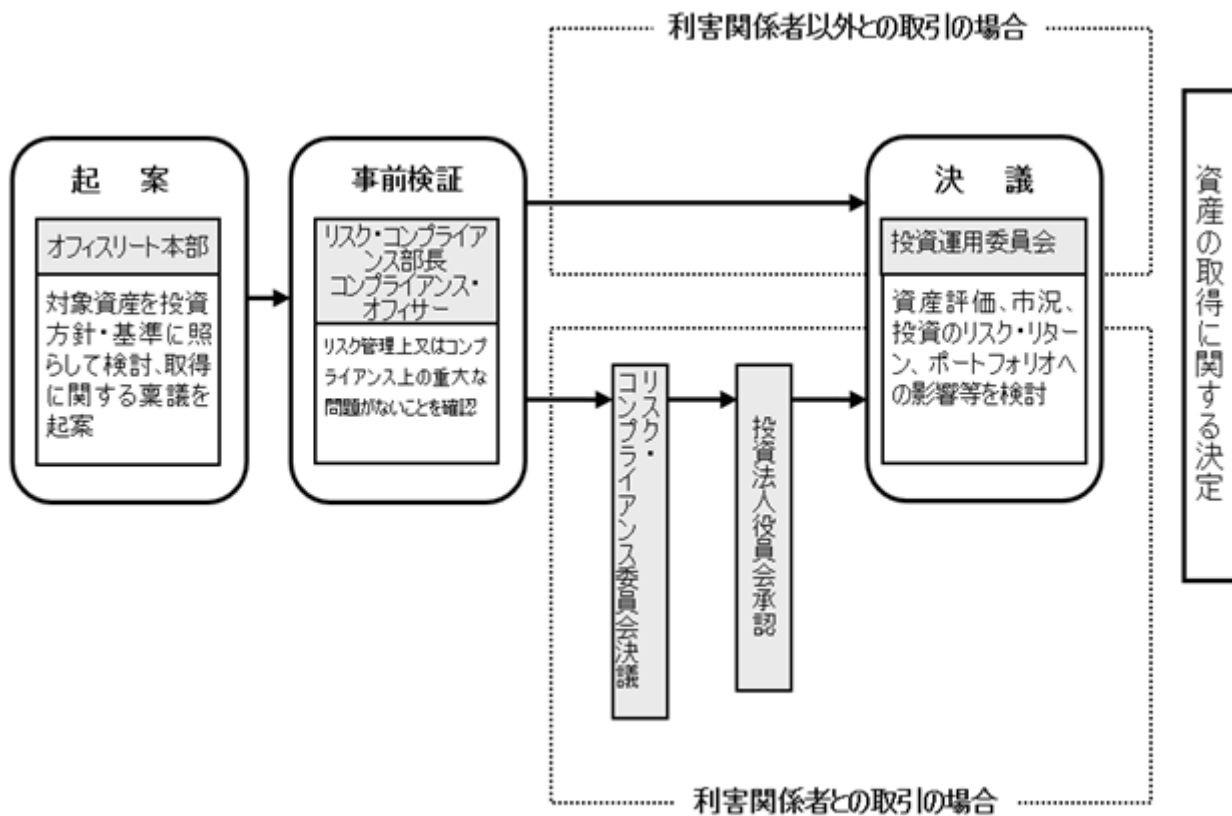 利害関係者以外との取引の場合
起 案
オフィスリート本部
対象資産を投資
方針・基準に照
らして検討、取得
に関する稟議を
起案
事前検証
リスク・コンプライア
ンス部長
コンプライアンス・
オフィサー
リスク管理上又はコンプ
ライアンス上の重大な
問題がないことを確認
リスク・
コンプライアンス委員会決議
投資法人役員会承認
決 議
投資運用委員会
資産評価、市況、
投資のリスク・リター
ン、ポートフォリオへ
の影響等を検討
資産の取得に関する決定
利害関係者との取引の場合